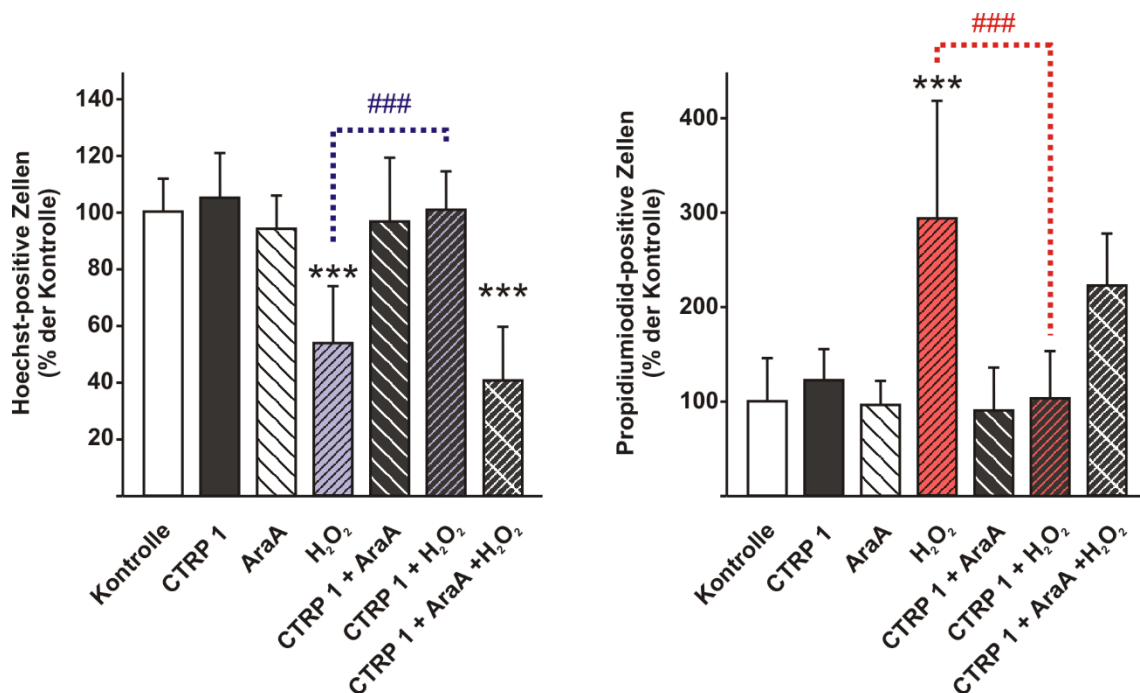 ###
140
120
100
80
60
40
20
Hoechst-positive Zellen
(% der Kontrolle)
***
***
Kontrolle
CTRP 1
AraA
H₂O₂
CTRP 1 + AraA
CTRP 1 + H₂O₂
CTRP 1 + AraA +H₂O₂
###
400
300
200
100
Propidiumiodid-positive Zellen
(% der Kontrolle)
***
Kontrolle
CTRP 1
AraA
H₂O₂
CTRP 1 + AraA
CTRP 1 + H₂O₂
CTRP 1 + AraA +H₂O₂